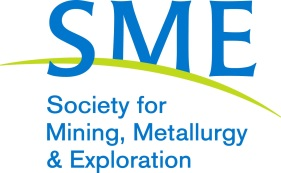 SME
Society for
Mining, Metallurgy
& Exploration